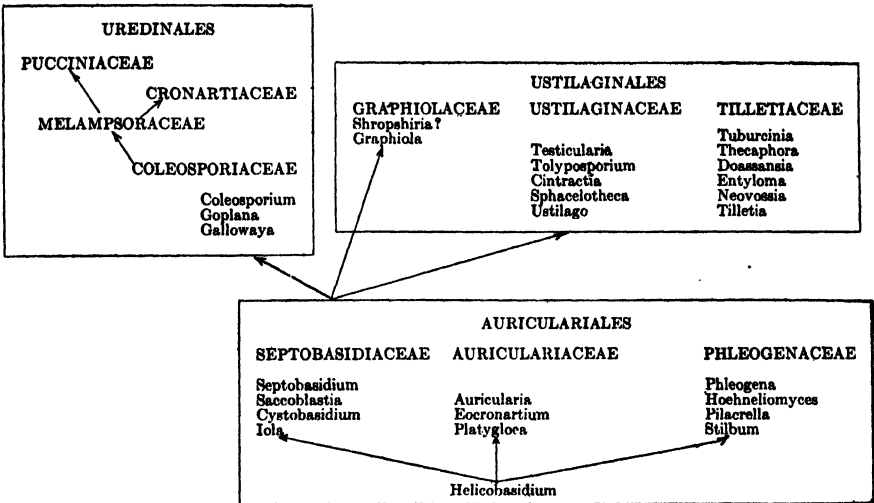 UREDINALES
PUCCINIACEAE
CRONARTIACEAE
MELAMPSORACEAE
COLEOSPORIACEAE
Coleosporium
Goplana
Gallowaya
USTILAGINALES
GRAPHIOLACEAE USTILAGINACEAE TILLETIACEAE
Shropshiria?
Graphiola
Testicularia
Tolyposporium
Cintractia
Sphacelotheca
Ustilago
Tuburcinia
Thecaphora
Doassansia
Entyloma
Neovossia
Tilletia
AURICULARIALES
SEPTOBASIDIACEAE AURICULARIACEAE PHLEOGENACEAE
Septobasidium
Saccoblastia
Cystobasidium
Iola
Auricularia
Eocronartium
Platygloea
Phleogena
Hoehneliomyces
Pilacrella
Stilbum
Helicobasidium